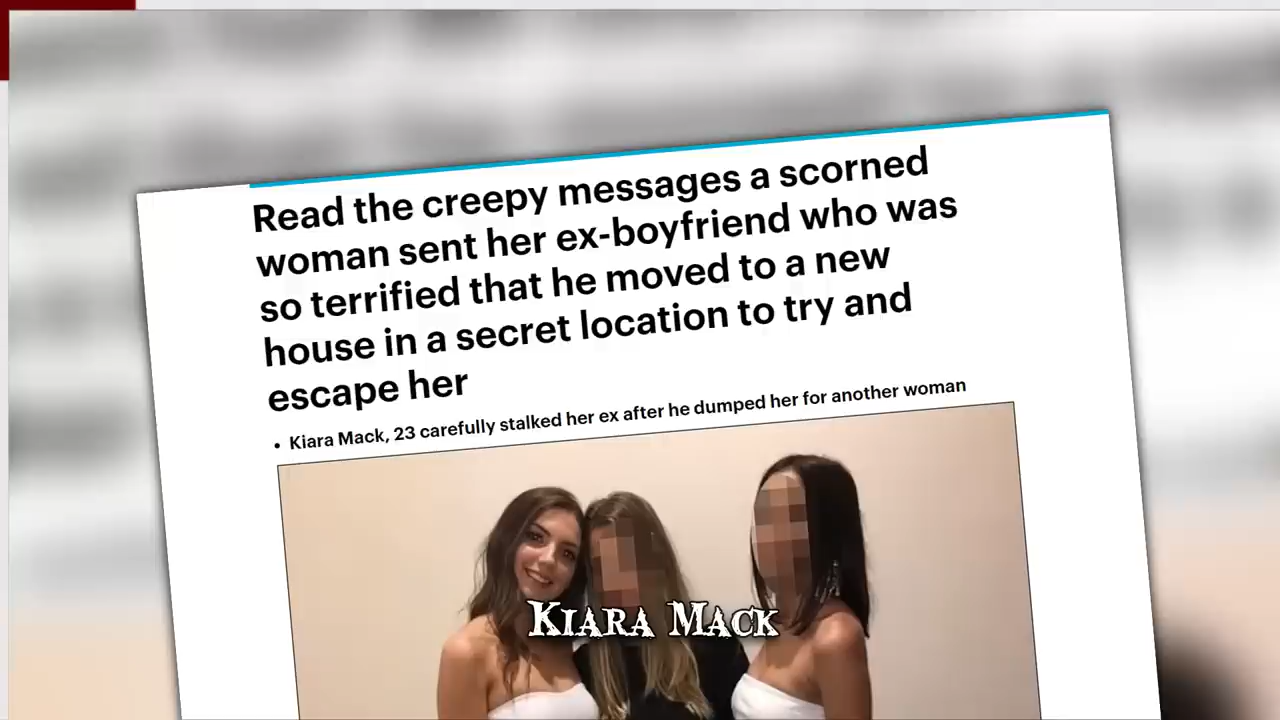 Read the creepy messages a scorned
woman sent her ex-boyfriend who was
so terrified that he moved to a new
house in a secret location to try and
escape her
• Kiara Mack, 23 carefully stalked her ex after he dumped her for another woman
KIARA MACK